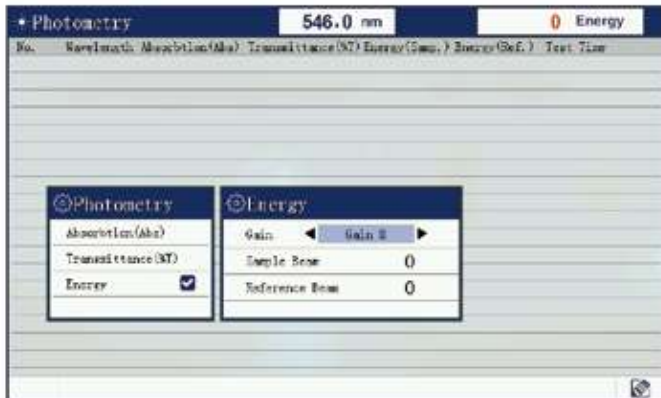 Photometry 546.0 nm 0 Energy
No. Wavelength Absorbtion(Abs) Transmittance(%T) Energy(Samp.) Energy(Ref.) Test Time
Photometry
Absorbtion(Abs)
Transmittance(%T)
Energy
Energy
Gain Gain
Sample Beam 0
Reference Beam 0